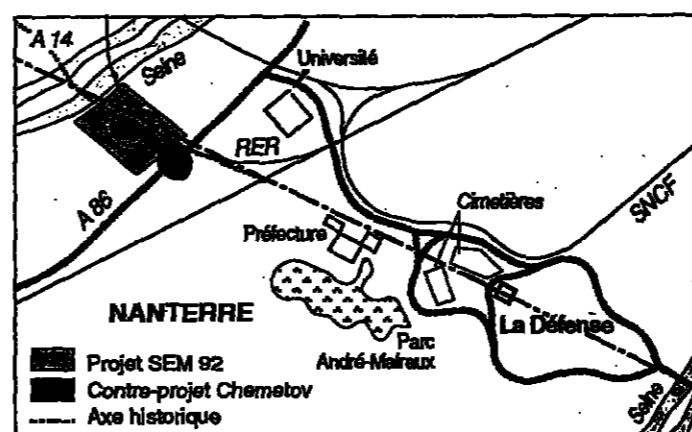 A 14
Seine
Université
RER
A 86
Cimetières
SNCF
Préfecture
NANTERRE
La Défense
Parc
André-Malraux
Projet SEM 92
Contre-projet Chemetov
Axe historique
Seine